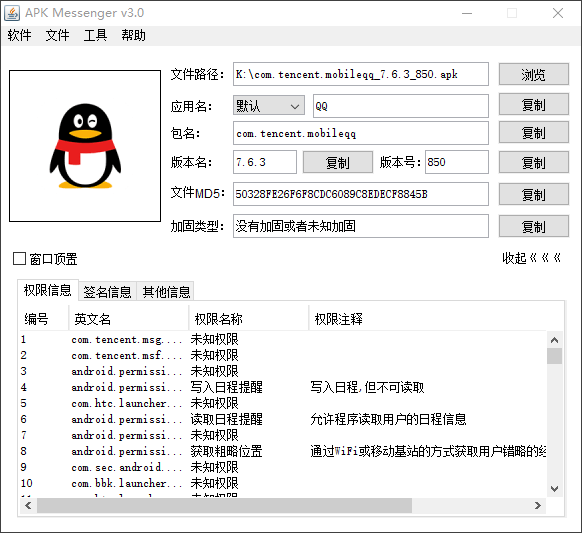 APK Messenger v3.0
软件 文件 工具 帮助
文件路径： K:\com.tencent.mobileqq_7.6.3_850.apk 浏览
应用名： 默认 QQ 复制
包名： com.tencent.mobileqq 复制
版本名： 7.6.3 复制 版本号： 850 复制
文件MD5： 50328FE26F6F8CDC6089C8EDECF8845B 复制
加固类型： 没有加固或者未知加固 复制
窗口顶置 收起《《《
权限信息 签名信息 其他信息
编号 英文名 权限名称 权限注释
1 com.tencent.msg.... 未知权限
2 com.tencent.msf.... 未知权限
3 android.permissi... 未知权限
4 android.permissi... 写入日程提醒 写入日程,但不可读取
5 com.htc.launcher... 未知权限
6 android.permissi... 读取日程提醒 允许程序读取用户的日程信息
7 android.permissi... 未知权限
8 android.permissi... 获取粗略位置 通过WiFi或移动基站的方式获取用户错略的经
9 com.sec.android.... 未知权限
10 com.bbk.launcher... 未知权限